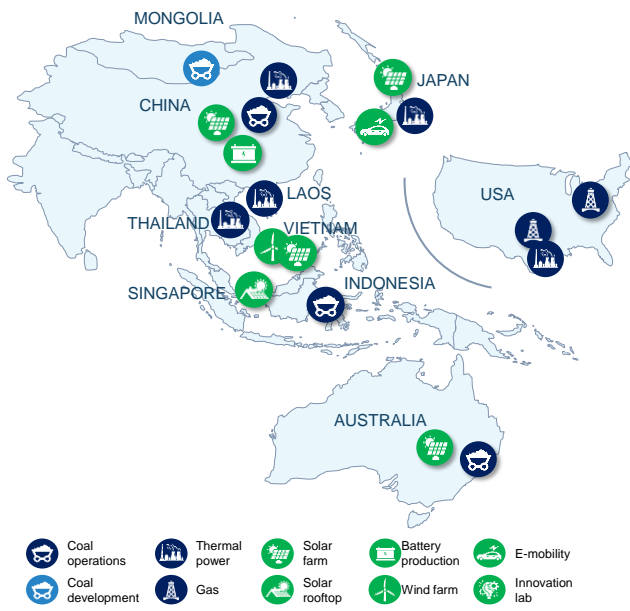 MONGOLIA
JAPAN
CHINA
USA
LAOS
THAILAND
VIETNAM
SINGAPORE
INDONESIA
AUSTRALIA
Coal
operations
Thermal
power
Solar
farm
Battery
production
E-mobility
Coal
development
Gas
Solar
rooftop
Wind farm
Innovation
lab